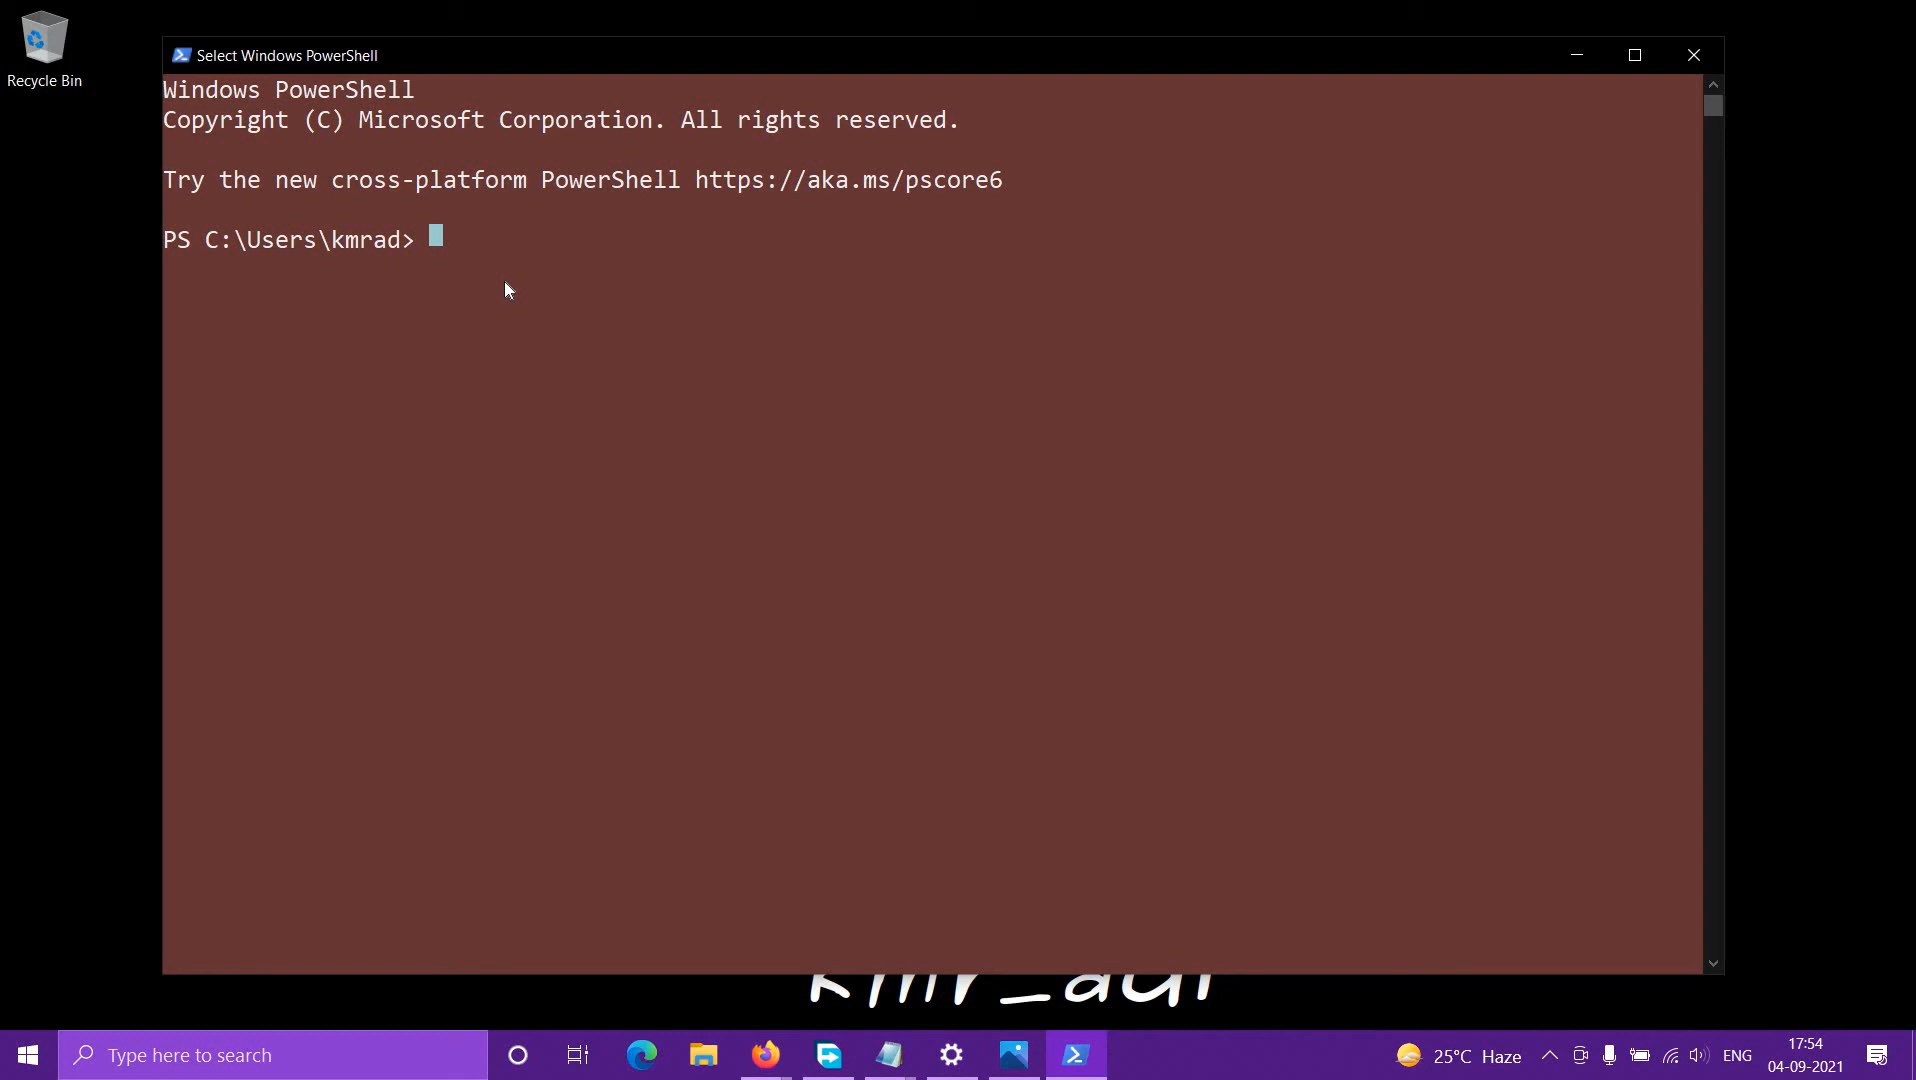 Recycle Bin
Select Windows PowerShell
Windows PowerShell
Copyright (C) Microsoft Corporation. All rights reserved.
Try the new cross-platform PowerShell https://aka.ms/pscore6
PS C:\Users\kmrad>
Type here to search
25°C Haze
ENG
17:54
04-09-2021